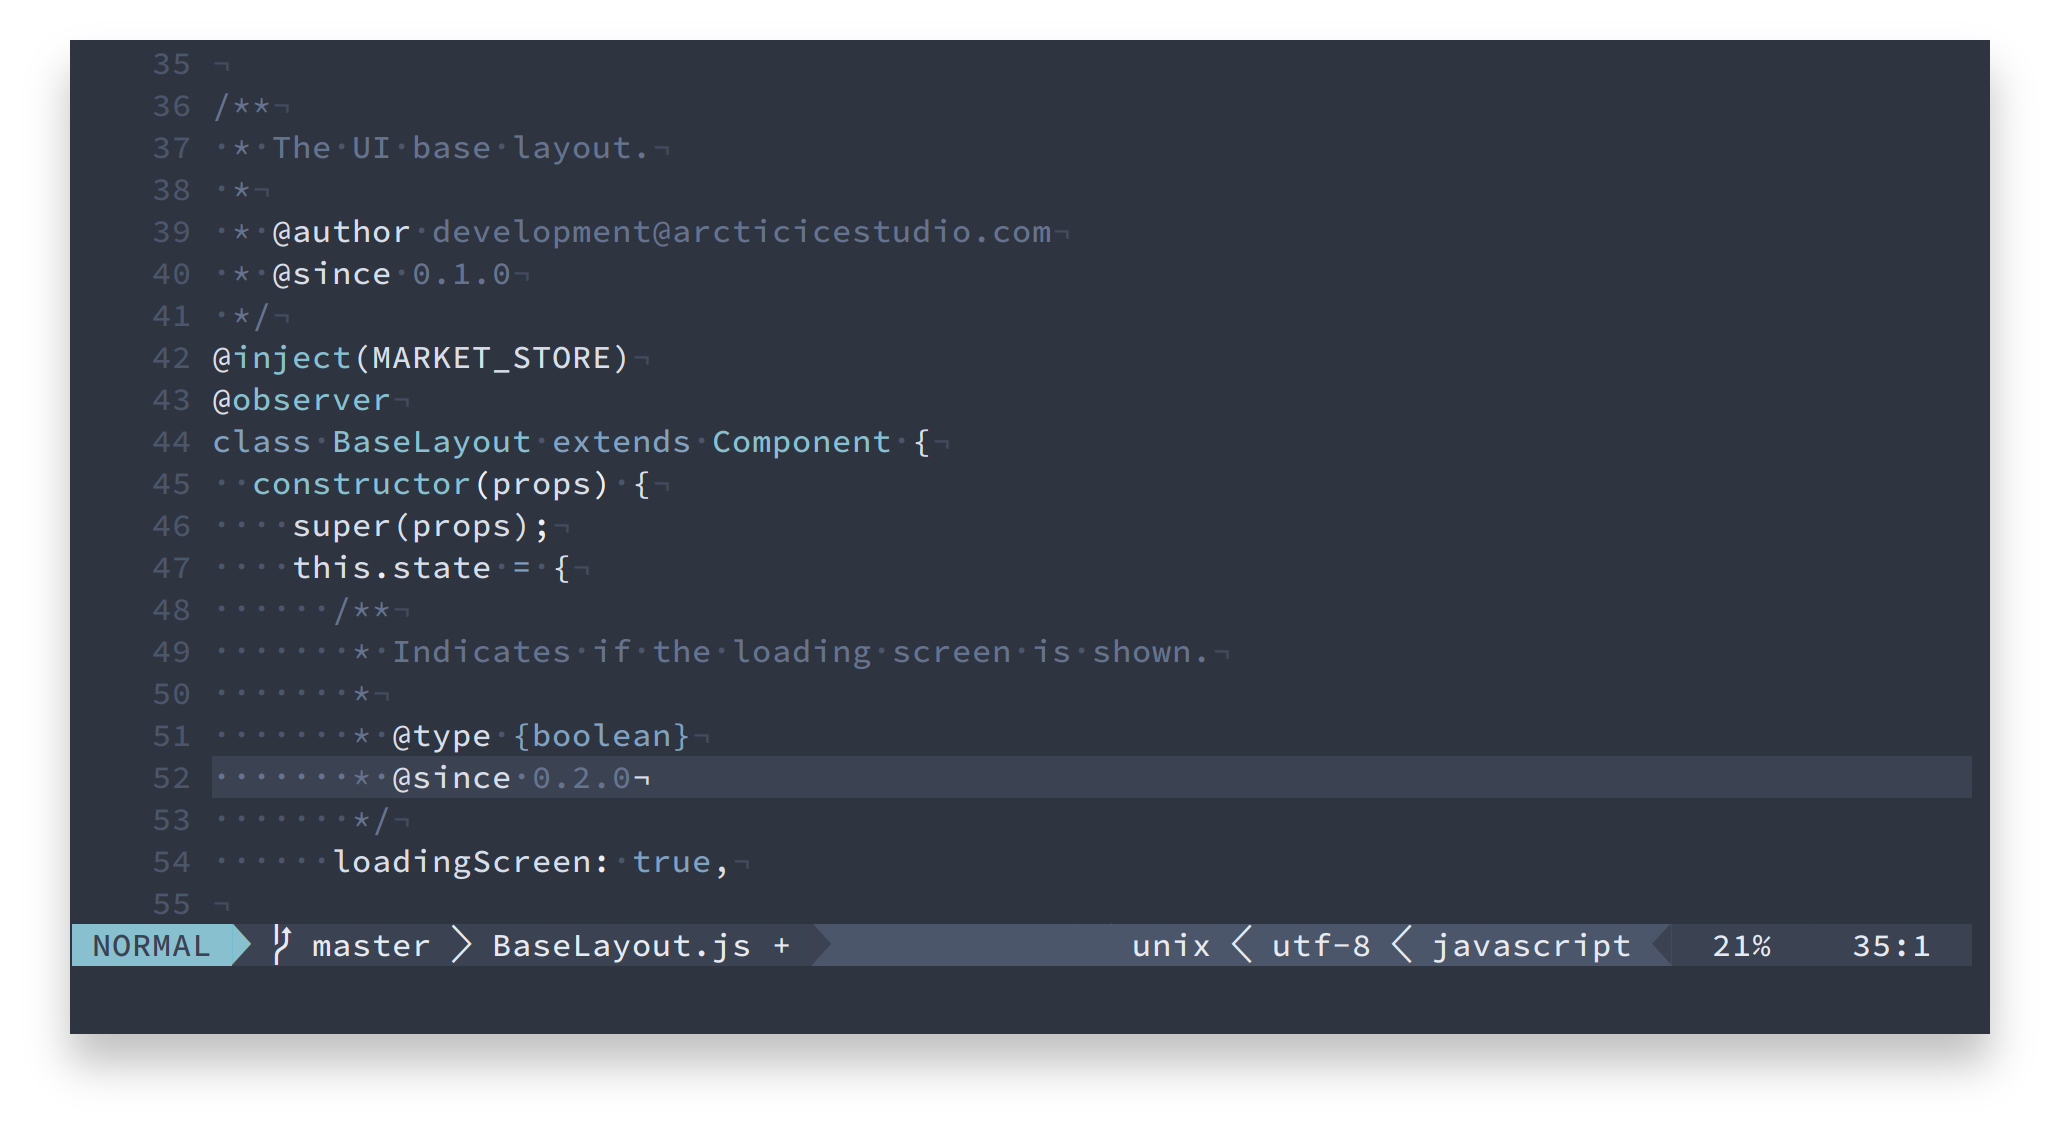 35 ¬
36 /**¬
37 ·*·The·UI·base·layout.¬
38 ·*¬
39 ·*·@author·development@arcticicestudio.com¬
40 ·*·@since·0.1.0¬
41 ·*/¬
42 @inject(MARKET_STORE)¬
43 @observer¬
44 class·BaseLayout·extends·Component·{¬
45 ··constructor(props)·{¬
46 ····super(props);¬
47 ····this.state·=·{¬
48 ······/**¬
49 ·······*·Indicates·if·the·loading·screen·is·shown.¬
50 ·······*¬
51 ·······*·@type·{boolean}¬
52 ·······*·@since·0.2.0¬
53 ·······*/¬
54 ······loadingScreen:·true,¬
55 ¬
NORMAL master BaseLayout.js + unix utf-8 javascript 21% 35:1